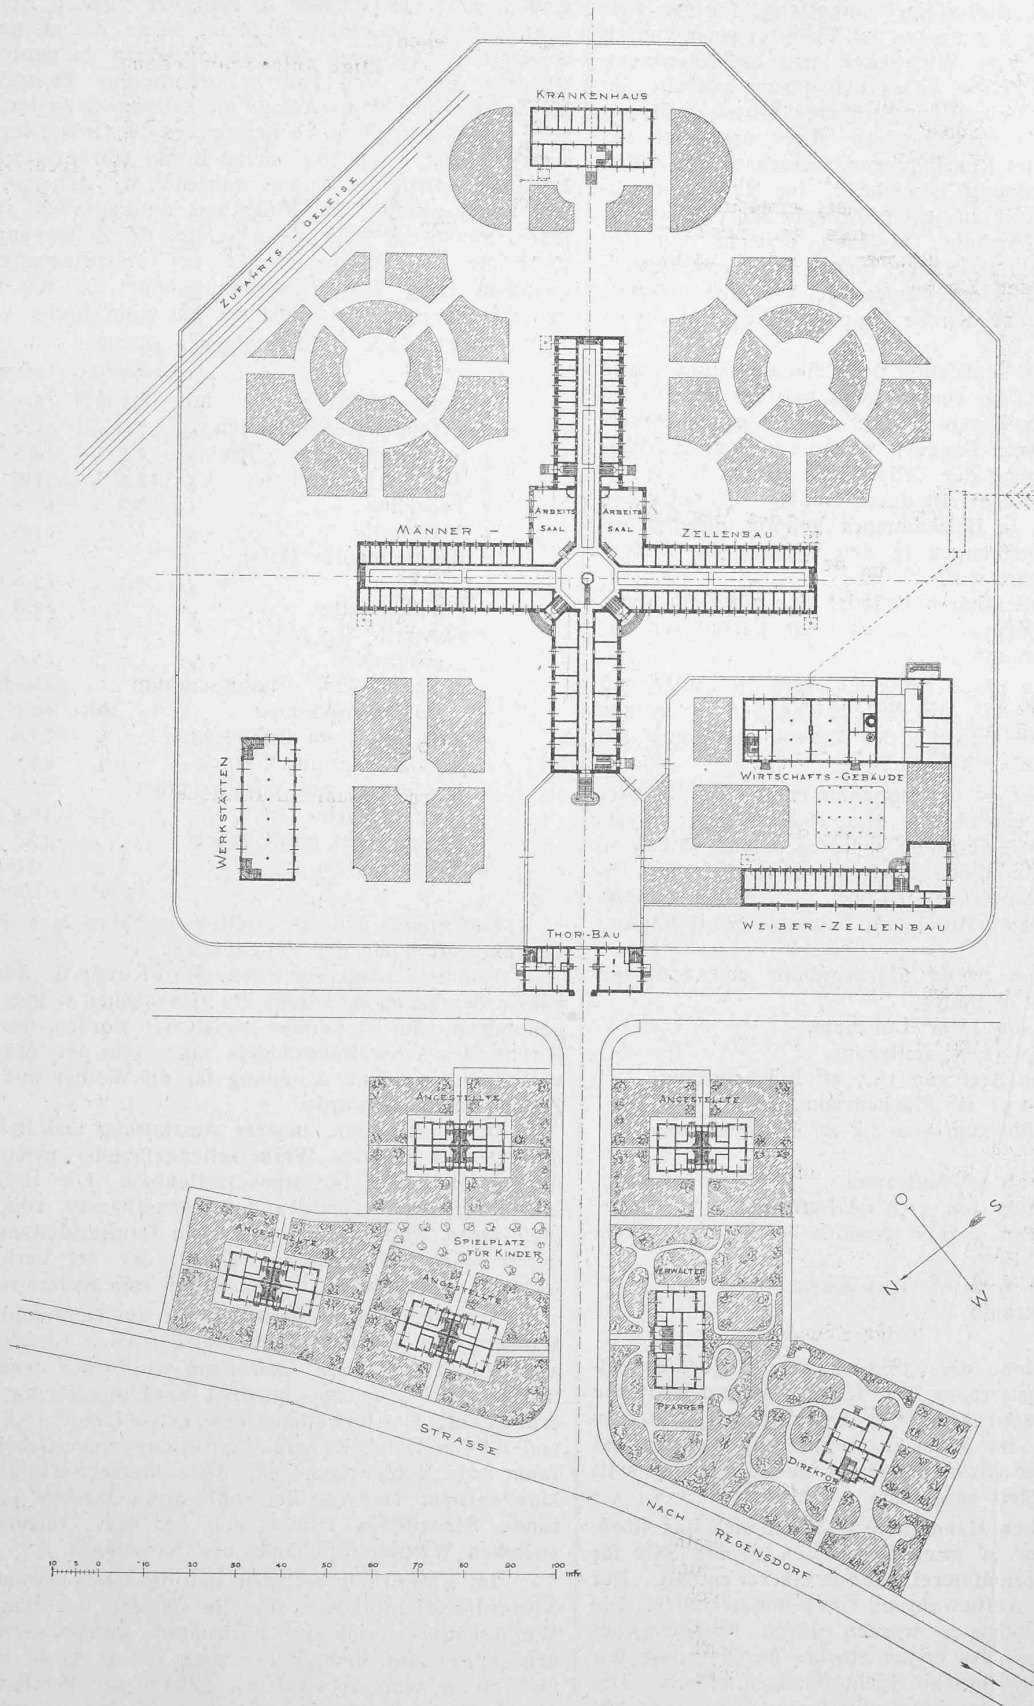 KRANKENHAUS
ZUFAHRTS - GELEISE
ARBEITS
SAAL
ARBEITS
SAAL
MÄNNER -
ZELLENBAU
WERKSTÄTTEN
WIRTSCHAFTS-GEBÄUDE
WEIBER-ZELLENBAU
THOR-BAU
ANGESTELLTE
ANGESTELLTE
ANGESTELLTE
SPIELPLATZ
FÜR KINDER
ANGESTELLTE
VERWALTER
PFARRER
DIREKTOR
O
S
N
W
STRASSE
NACH REGENSDORF
10 5 0 10 20 30 40 50 60 70 80 90 100 mtr